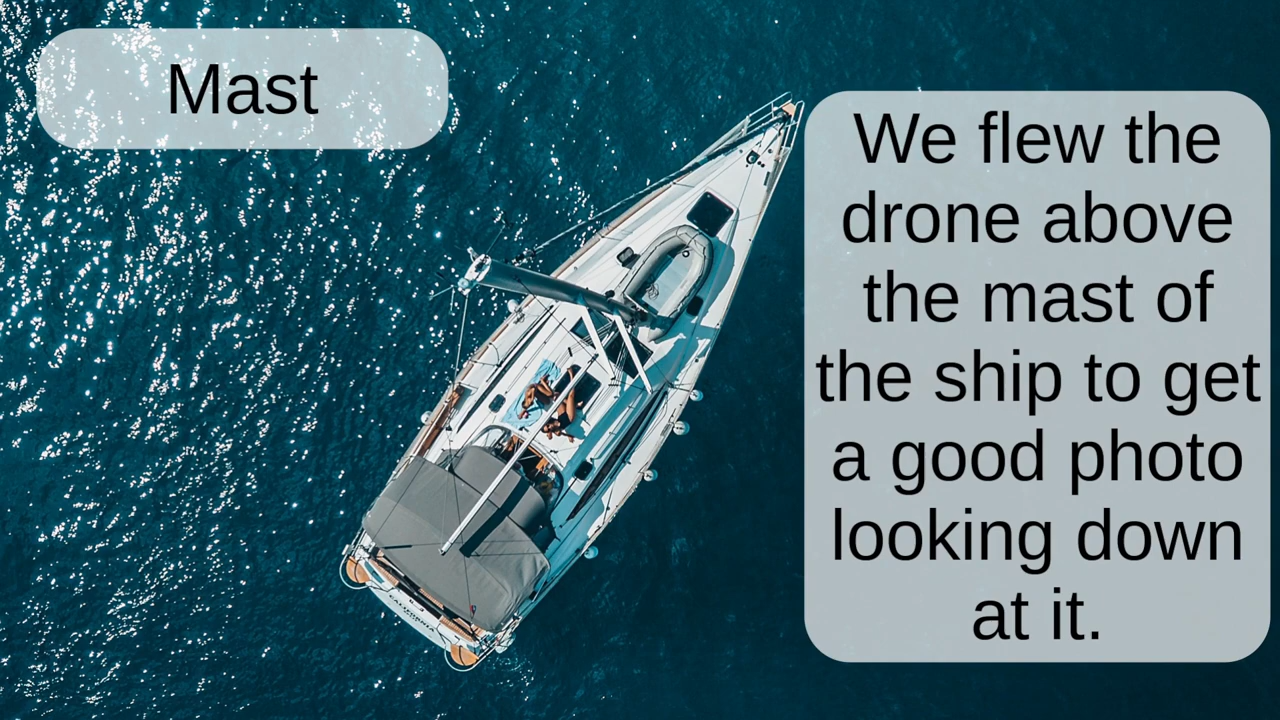 Mast
We flew the
drone above
the mast of
the ship to get
a good photo
looking down
at it.
CALIFORNIA